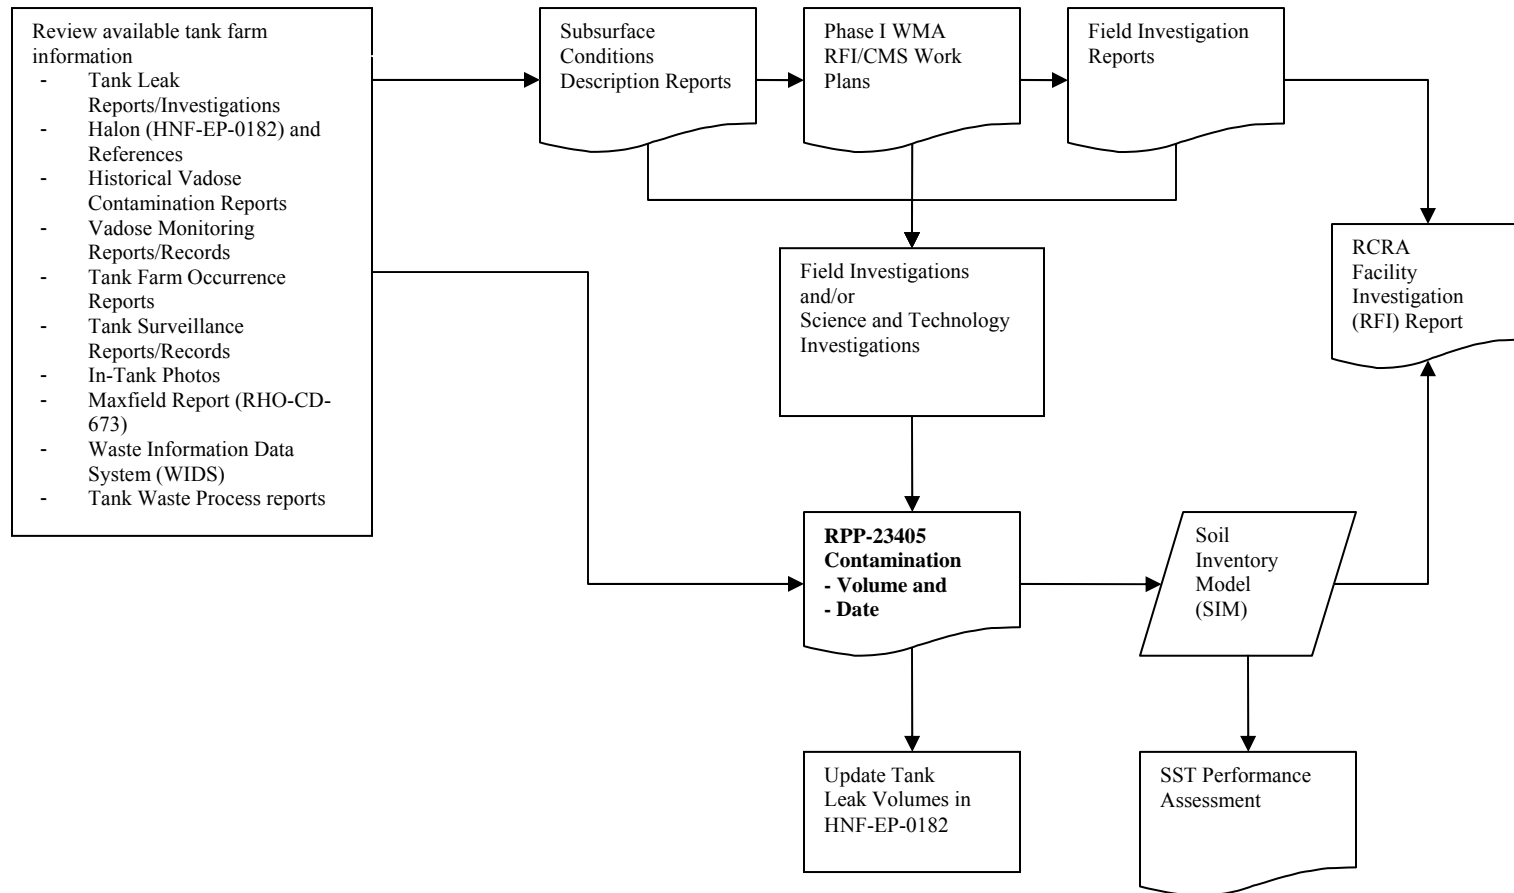 Review available tank farm
information
- Tank Leak
Reports/Investigations
- Halon (HNF-EP-0182) and
References
- Historical Vadose
Contamination Reports
- Vadose Monitoring
Reports/Records
- Tank Farm Occurrence
Reports
- Tank Surveillance
Reports/Records
- In-Tank Photos
- Maxfield Report (RHO-CD-
673)
- Waste Information Data
System (WIDS)
- Tank Waste Process reports
Subsurface
Conditions
Description Reports
Phase I WMA
RFI/CMS Work
Plans
Field Investigation
Reports
RCRA
Facility
Investigation
(RFI) Report
Field Investigations
and/or
Science and Technology
Investigations
RPP-23405
Contamination
- Volume and
- Date
Soil
Inventory
Model
(SIM)
Update Tank
Leak Volumes in
HNF-EP-0182
SST Performance
Assessment